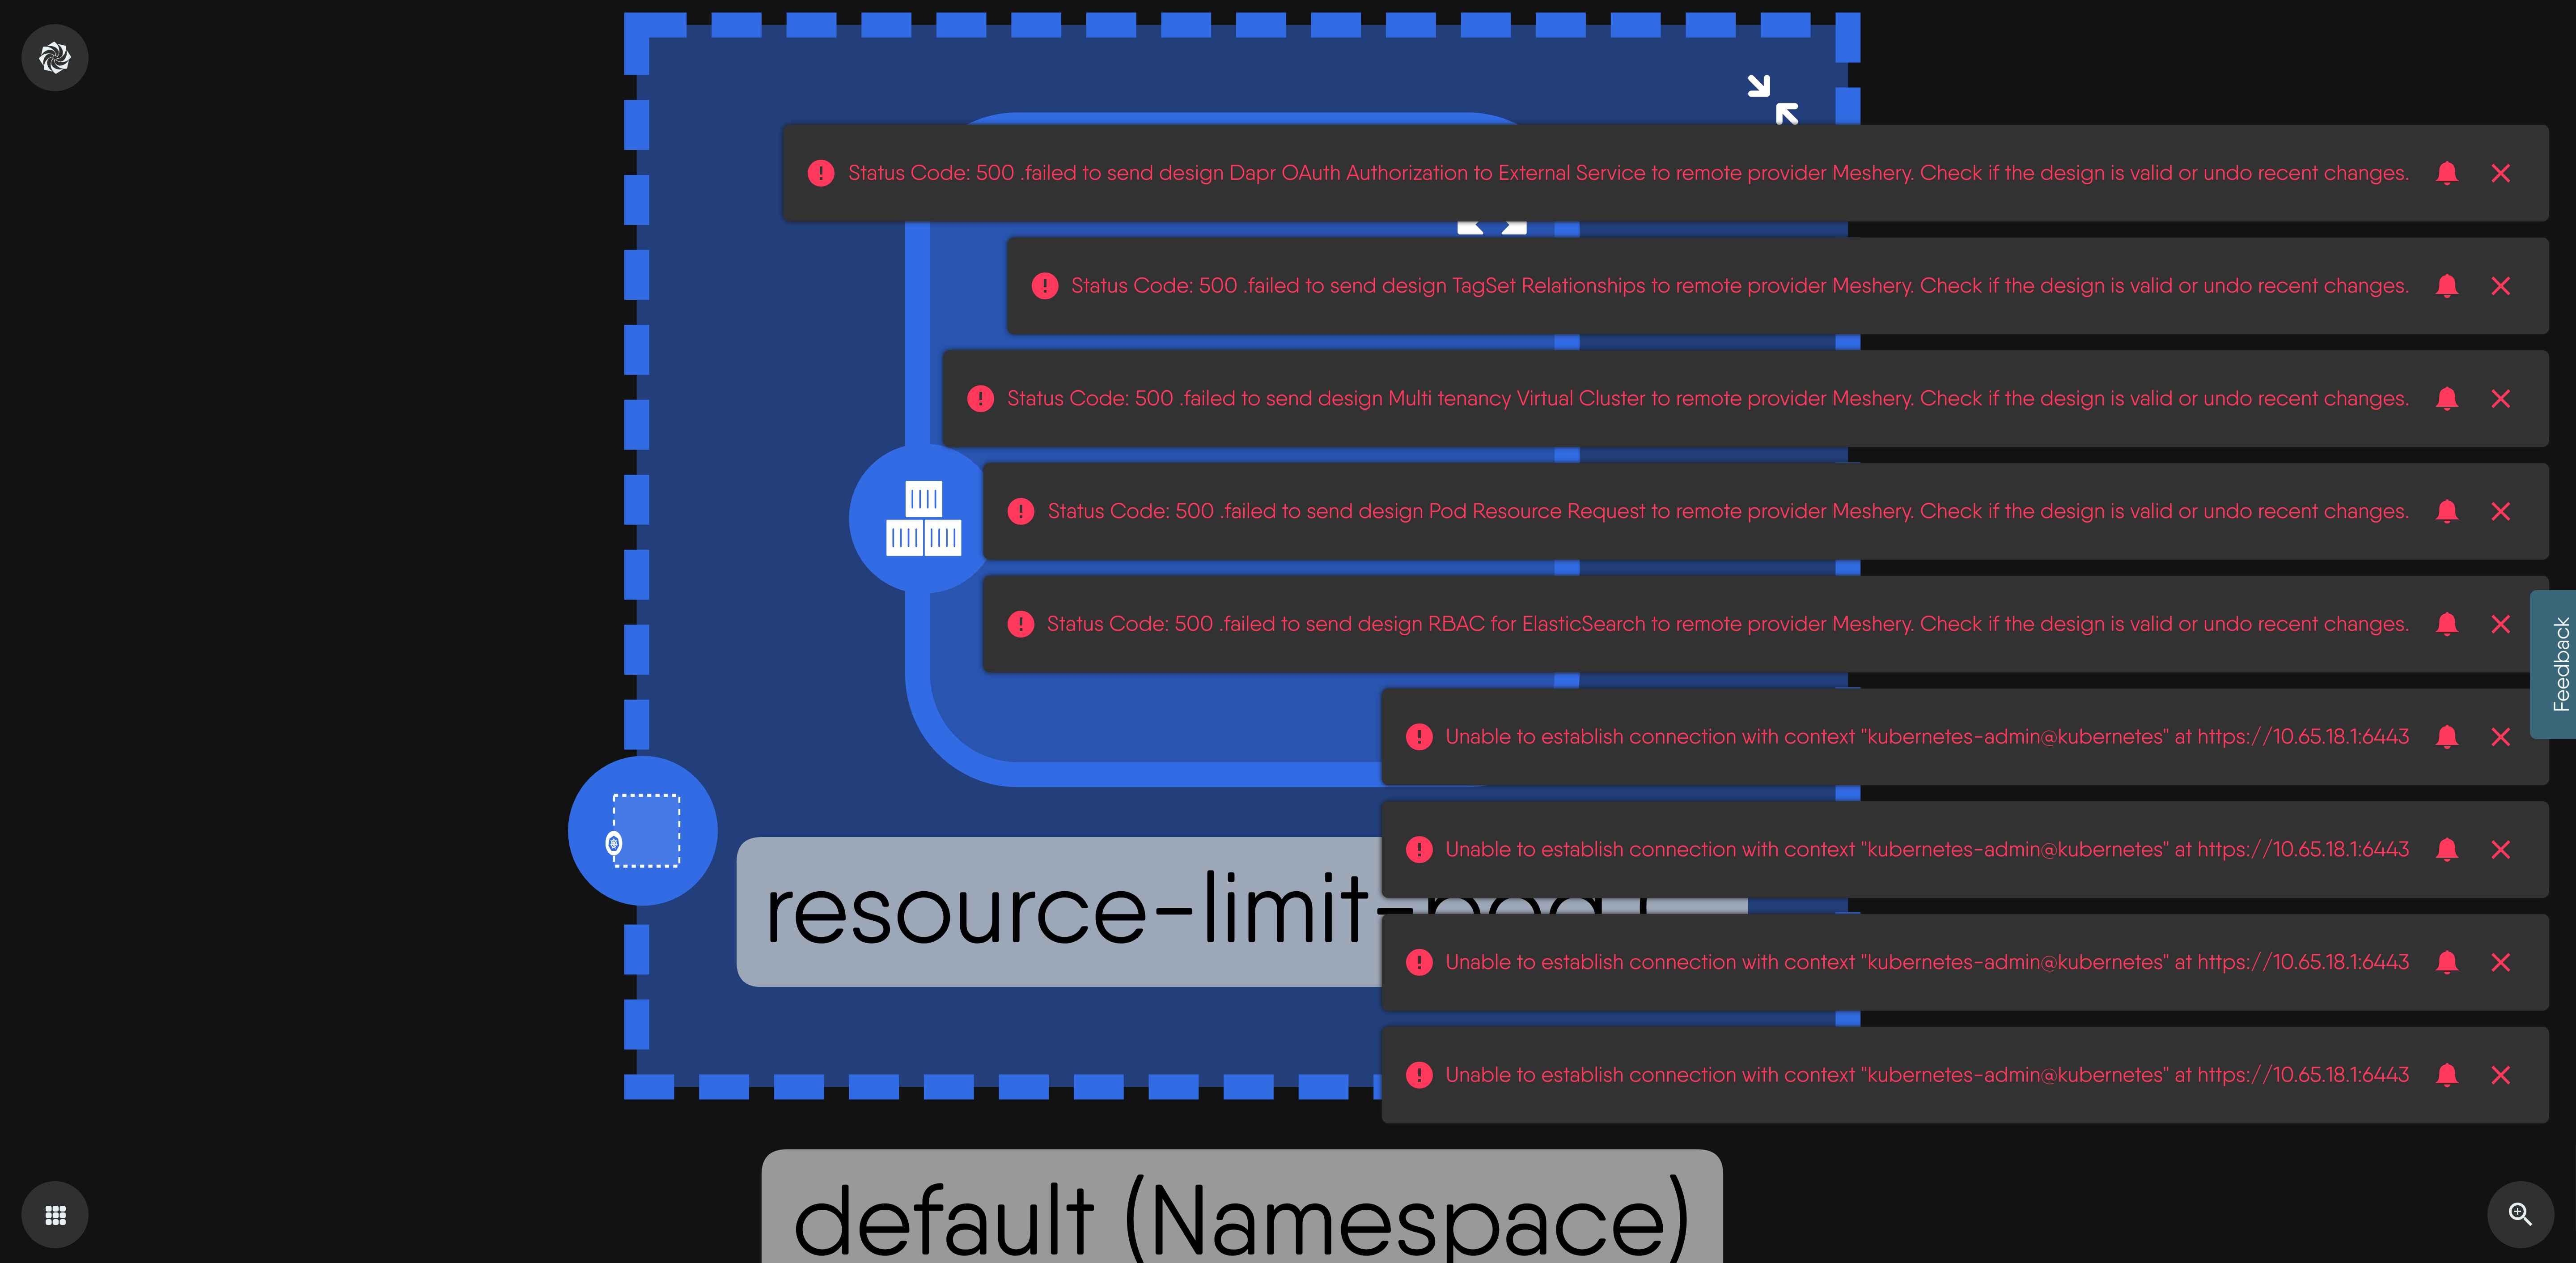 Status Code: 500 .failed to send design Dapr OAuth Authorization to External Service to remote provider Meshery. Check if the design is valid or undo recent changes.
Status Code: 500 .failed to send design TagSet Relationships to remote provider Meshery. Check if the design is valid or undo recent changes.
Status Code: 500 .failed to send design Multi tenancy Virtual Cluster to remote provider Meshery. Check if the design is valid or undo recent changes.
Status Code: 500 .failed to send design Pod Resource Request to remote provider Meshery. Check if the design is valid or undo recent changes.
Status Code: 500 .failed to send design RBAC for ElasticSearch to remote provider Meshery. Check if the design is valid or undo recent changes.
Feedback
Unable to establish connection with context "kubernetes-admin@kubernetes" at https://10.65.18.1:6443
Unable to establish connection with context "kubernetes-admin@kubernetes" at https://10.65.18.1:6443
resource-limit-pod
Unable to establish connection with context "kubernetes-admin@kubernetes" at https://10.65.18.1:6443
Unable to establish connection with context "kubernetes-admin@kubernetes" at https://10.65.18.1:6443
default (Namespace)